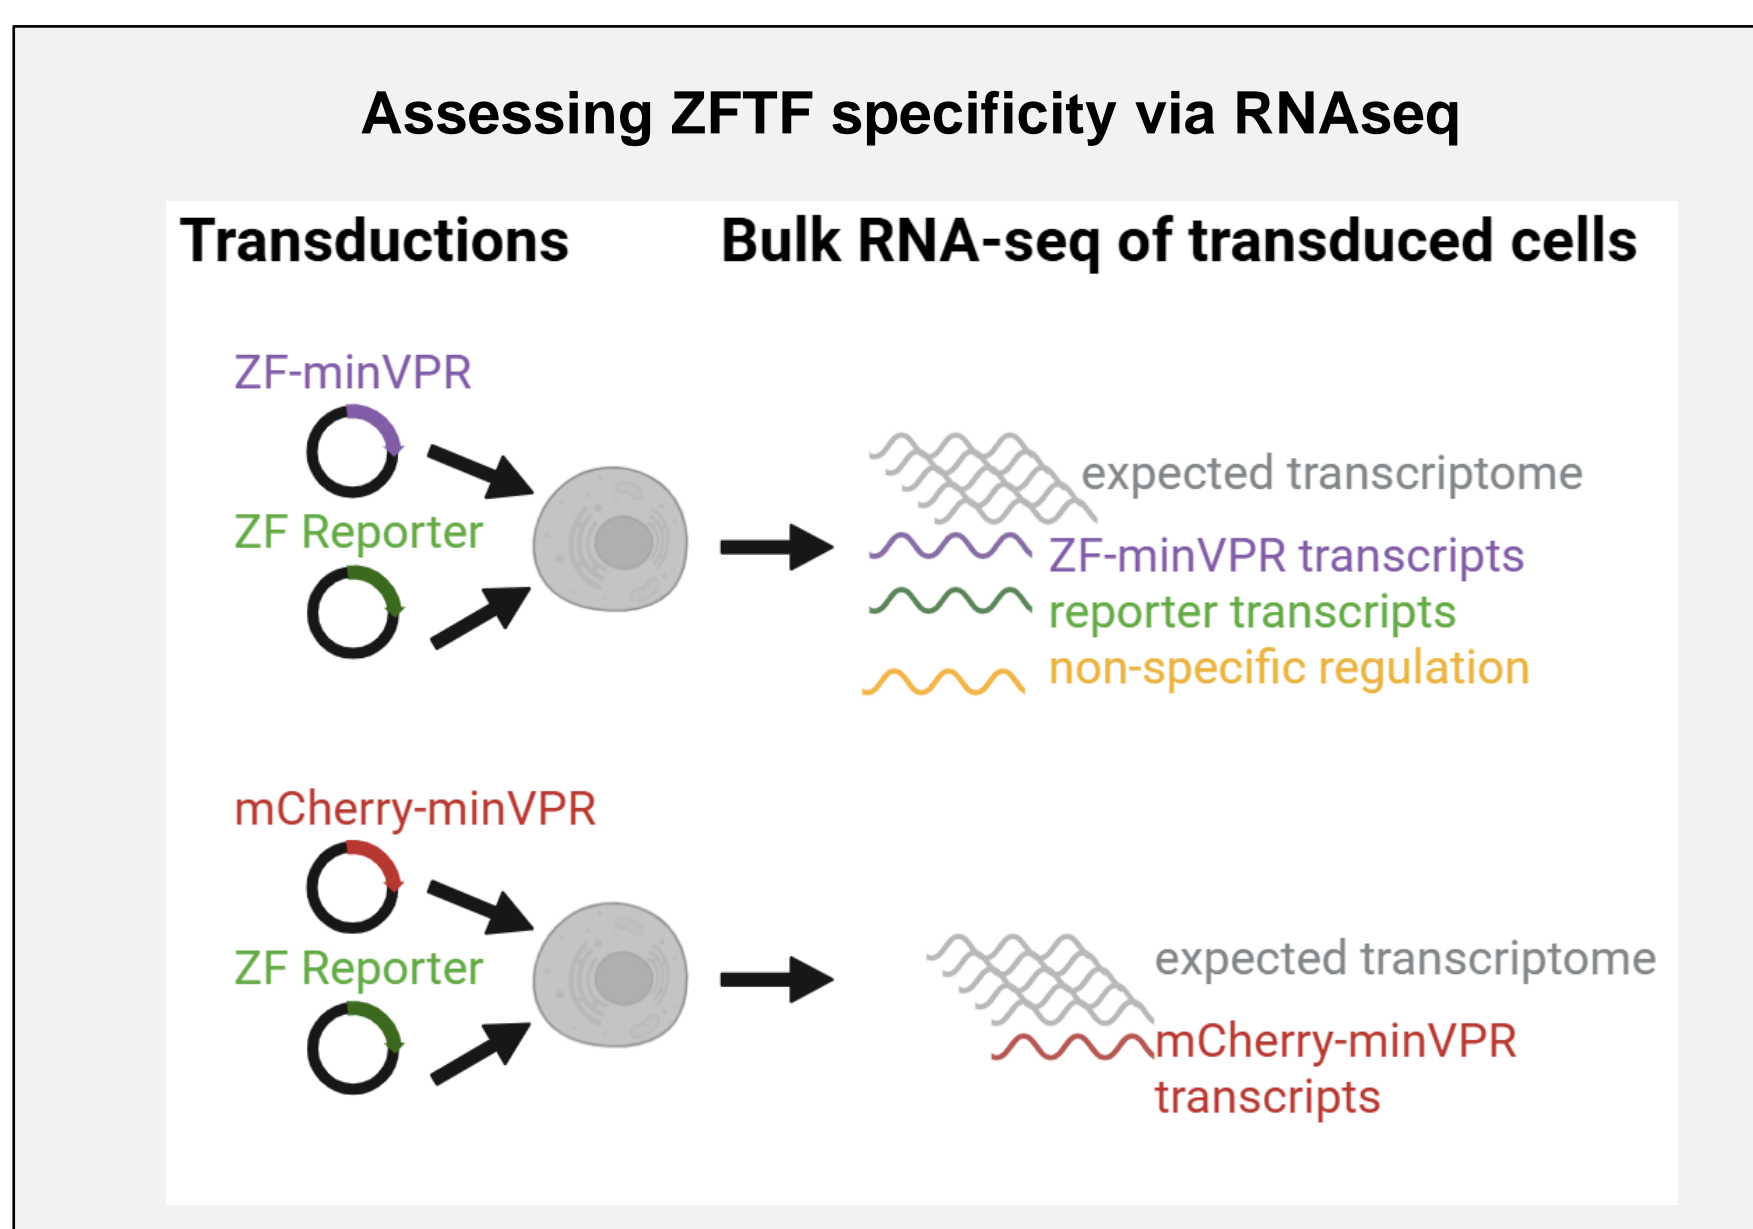 Assessing ZFTF specificity via RNAseq
Transductions
Bulk RNA-seq of transduced cells
ZF-minVPR
ZF Reporter
expected transcriptome
ZF-minVPR transcripts
reporter transcripts
non-specific regulation
mCherry-minVPR
ZF Reporter
expected transcriptome
mCherry-minVPR
transcripts